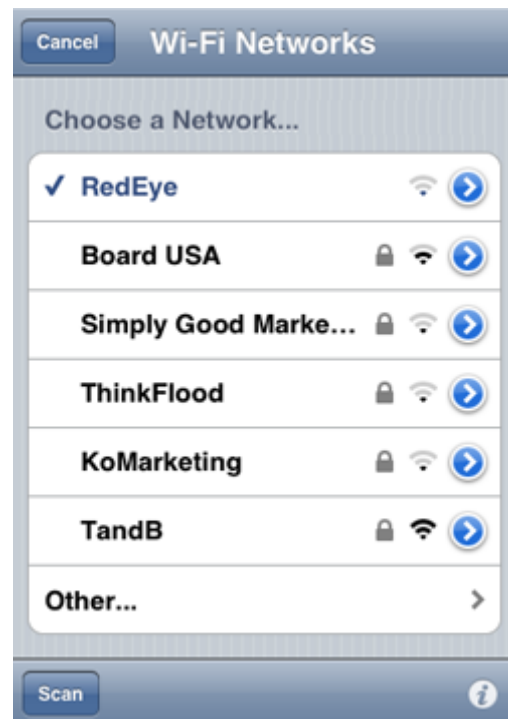 Cancel
Wi-Fi Networks
Choose a Network...
RedEye
Board USA
Simply Good Marke...
ThinkFlood
KoMarketing
TandB
Other...
Scan